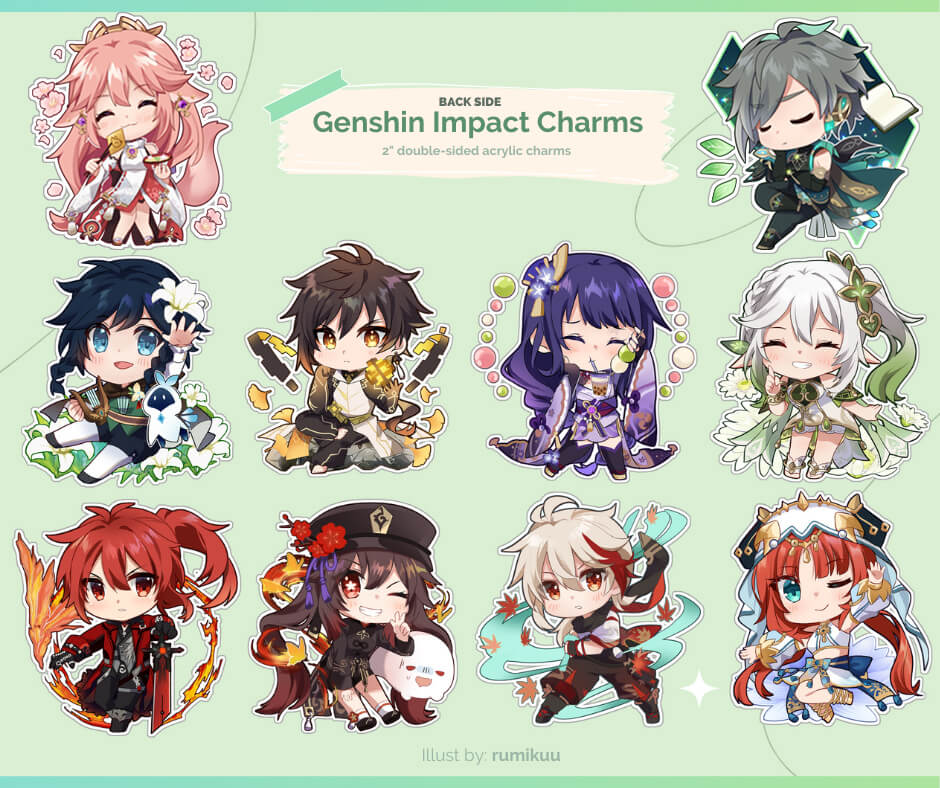 BACK SIDE
Genshin Impact Charms
2" double-sided acrylic charms
Illust by: rumikuu